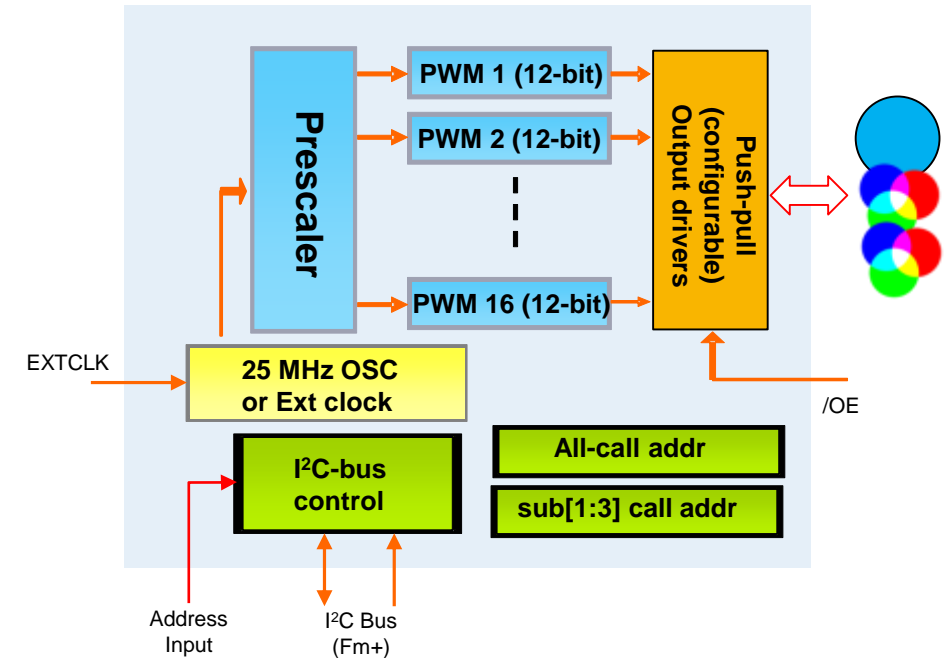 PWM 1 (12-bit)
PWM 2 (12-bit)
PWM 16 (12-bit)
Prescaler
Push-pull
(configurable)
Output drivers
EXTCLK
25 MHz OSC
or Ext clock
/OE
I²C-bus
control
All-call addr
sub[1:3] call addr
Address
Input
I²C Bus
(Fm+)